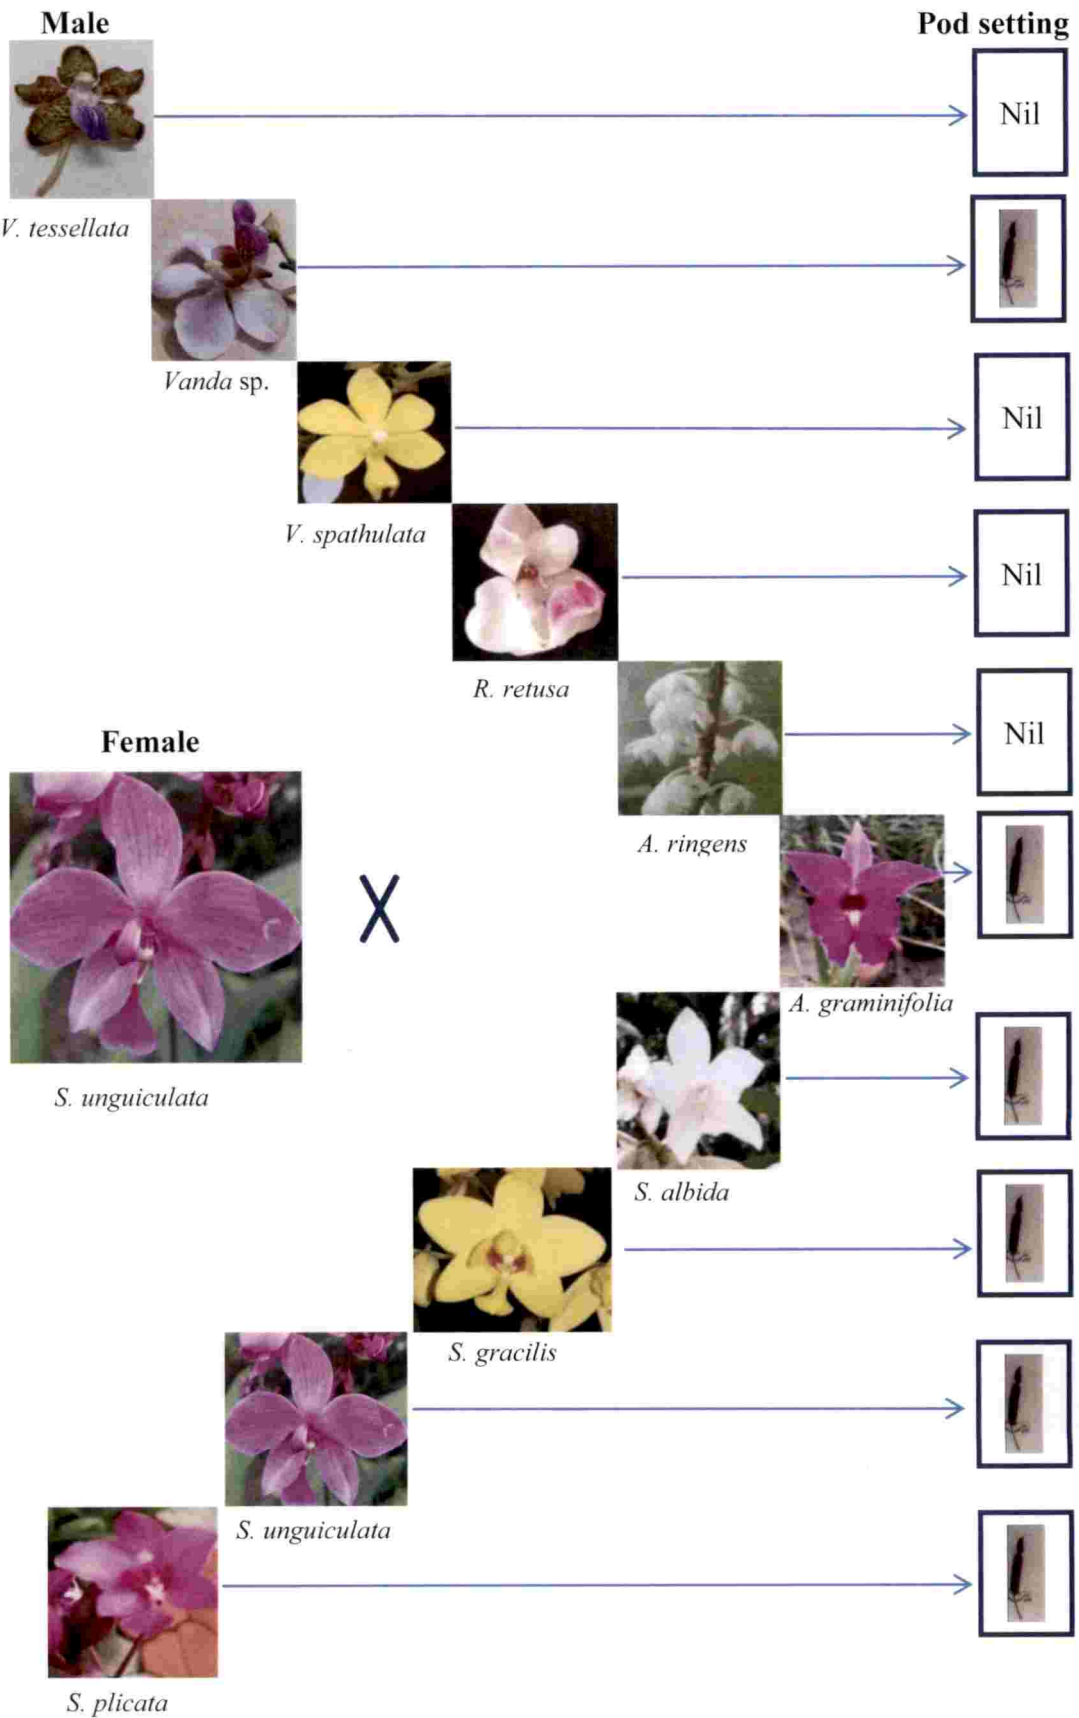 Male
Pod setting
Nil
V. tessellata
Vanda sp.
Nil
V. spathulata
Nil
R. retusa
Nil
Female
A. ringens
X
A. graminifolia
S. unguiculata
S. albida
S. gracilis
S. unguiculata
S. plicata